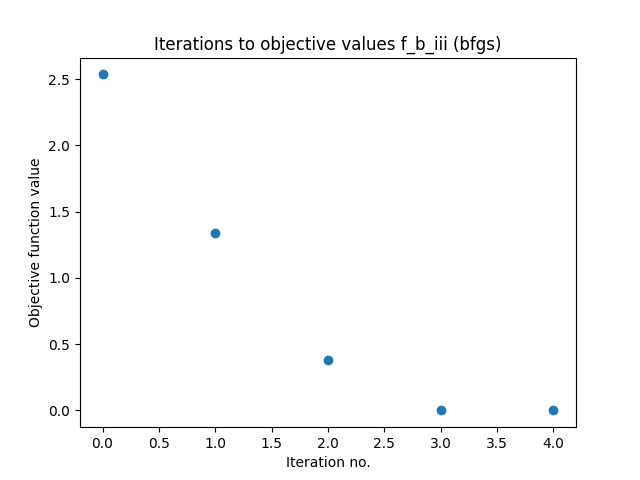 Iterations to objective values f_b_iii (bfgs)
2.5
2.0
1.5
1.0
0.5
0.0
Objective function value
0.0 0.5 1.0 1.5 2.0 2.5 3.0 3.5 4.0
Iteration no.